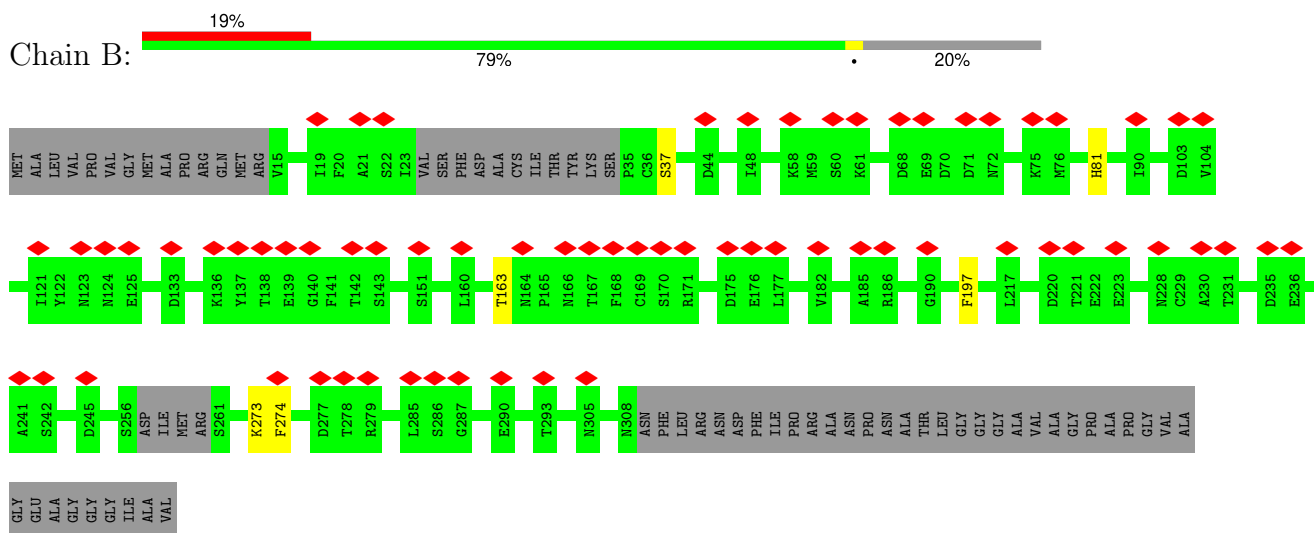 19%
Chain B:
79% • 20%
MET ALA LEU VAL PRO VAL GLY MET ALA PRO ARG GLN MET ARG V15 I19 F20 A21 S22 I23 VAL SER PHE ASP ALA CYS ILE THR TYR LYS SER P35 C36 S37 D44 I48 K58 M59 S60 K61 D68 E69 D70 D71 N72 K75 M76 H81 I90 D103 V104
I121 Y122 N123 N124 E125 D133 K136 Y137 T138 E139 G140 F141 T142 S143 S151 L160 T163 N164 P165 N166 T167 F168 C169 S170 R171 D175 E176 L177 V182 A185 R186 G190 F197 L217 D220 T221 E222 E223 N228 C229 A230 T231 D235 E236
A241 S242 D245 S256 ASP ILE MET ARG S261 K273 F274 D277 T278 R279 L285 S286 G287 E290 T293 N305 N308 ASN PHE LEU ARG ASN ASP PHE ILE PRO ARG ALA ASN PRO ASN ALA THR LEU GLY GLY GLY ALA VAL ALA GLY PRO ALA PRO GLY VAL ALA
GLY GLU ALA GLY GLY GLY ILE ALA VAL